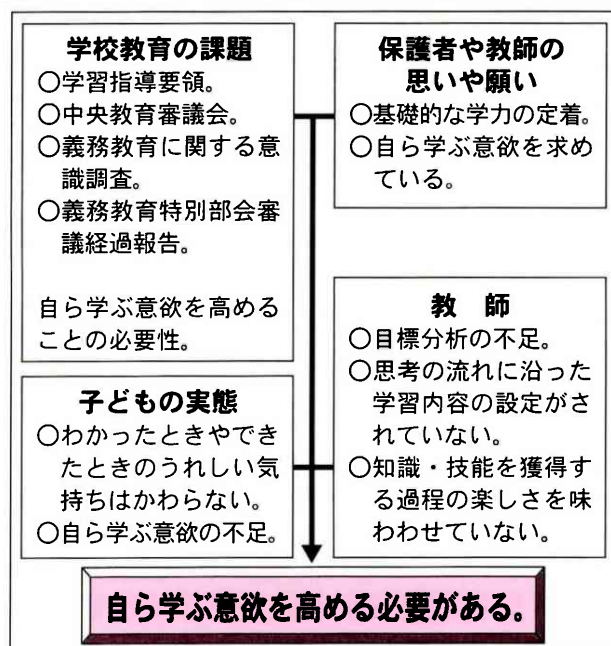 学校教育の課題
○学習指導要領。
○中央教育審議会。
○義務教育に関する意
識調査。
○義務教育特別部会審
議経過報告。
自ら学ぶ意欲を高める
ことの必要性。
保護者や教師の
思いや願い
○基礎的な学力の定着。
○自ら学ぶ意欲を求め
ている。
子どもの実態
○わかったときやでき
たときのうれしい気
持ちはかわらない。
○自ら学ぶ意欲の不足。
教 師
○目標分析の不足。
○思考の流れに沿った
学習内容の設定がさ
れていない。
○知識・技能を獲得す
る過程の楽しさを味
わわせていない。
自ら学ぶ意欲を高める必要がある。